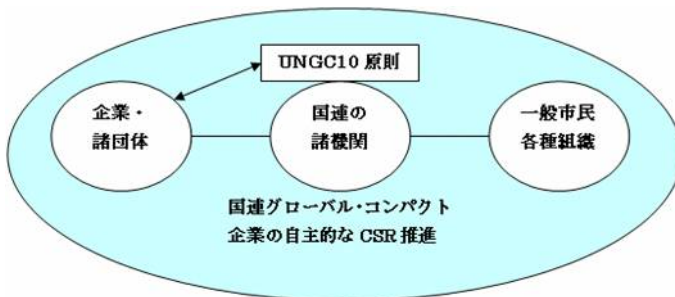 UNGC10 原則
企業・
諸団体
国連の
諸機関
一般市民
各種組織
国連グローバル・コンパクト
企業の自主的な CSR 推進